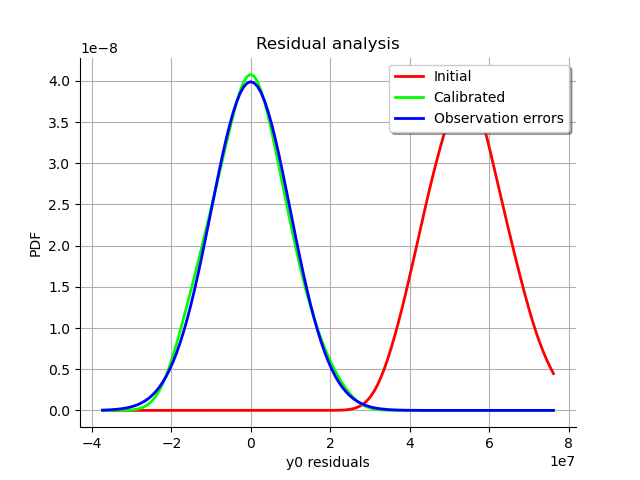 Residual analysis
1e−8
Initial
Calibrated
Observation errors
4.0
3.5
3.0
2.5
2.0
1.5
1.0
0.5
0.0
PDF
−4 −2 0 2 4 6 8
1e7
y0 residuals